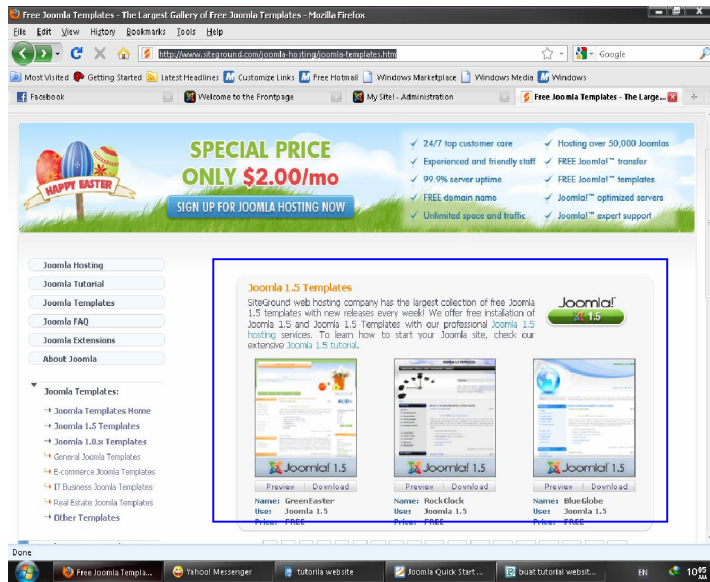 Free Joomla Templates - The Largest Gallery of Free Joomla Templates - Mozilla Firefox
File Edit View History Bookmarks Tools Help
http://www.siteground.com/joomla-hosting/joomla-templates.htm
Google
Most Visited Getting Started Latest Headlines Customize Links Free Hotmail Windows Marketplace Windows Media Windows
Facebook Welcome to the Frontpage My Site! - Administration Free Joomla Templates - The Large...
HAPPY EASTER
SPECIAL PRICE
ONLY $2.00/mo
SIGN UP FOR JOOMLA HOSTING NOW
24/7 top customer care
Experienced and friendly staff
99.9% server uptime
FREE domain name
Unlimited space and traffic
Hosting over 50,000 Joomlas
FREE Joomla!™ transfer
FREE Joomla!™ templates
Joomla!™ optimized servers
Joomla!™ expert support
Joomla Hosting
Joomla Tutorial
Joomla Templates
Joomla FAQ
Joomla Extensions
About Joomla
Joomla Templates:
Joomla Templates Home
Joomla 1.5 Templates
Joomla 1.0.x Templates
General Joomla Templates
E-commerce Joomla Templates
IT Business Joomla Templates
Real Estate Joomla Templates
Other Templates
Joomla 1.5 Templates
SiteGround web hosting company has the largest collection of free Joomla
1.5 templates with new releases every week! We offer free installation of
Joomla 1.5 and Joomla 1.5 Templates with our professional Joomla 1.5
hosting services. To learn how to start your Joomla site, check our
extensive Joomla 1.5 tutorial.
Joomla!
1.5
Joomla! 1.5 Joomla! 1.5 Joomla! 1.5
Preview | Download Preview | Download Preview | Download
Name: GreenEaster Name: RockClock Name: BlueGlobe
Use: Joomla 1.5 Use: Joomla 1.5 Use: Joomla 1.5
Price: FREE Price: FREE Price: FREE
Done
Free Joomla Templa... Yahoo! Messenger tutorila website Joomla Quick Start ... buat tutorial websit... EN 10:05 AM